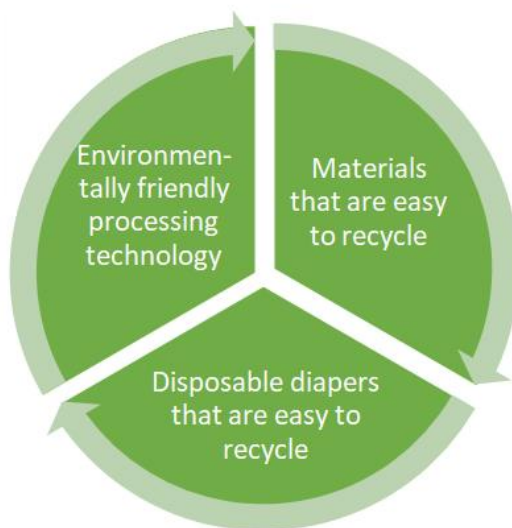 Environmen-
tally friendly
processing
technology
Materials
that are easy
to recycle
Disposable diapers
that are easy to
recycle